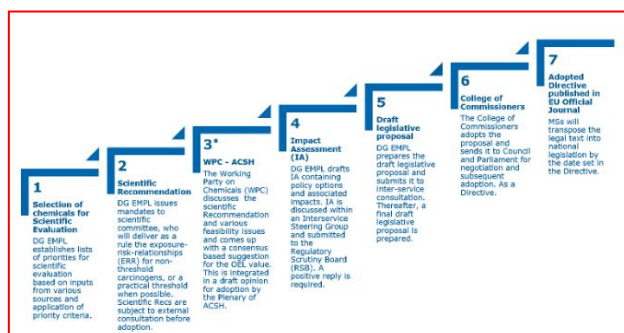 1
Selection of
chemicals for
Scientific
Evaluation
DG EMPL
establishes lists
of priorities for
scientific
evaluation
based on inputs
from various
sources and
application of
priority criteria.
2
Scientific
Recommendation
DG EMPL issues
mandates to
scientific
committee, who
will deliver as a
rule the exposure-
risk-relationships
(ERR) for non-
threshold
carcinogens, or a
practical threshold
when possible.
Scientific Recs are
subject to external
consultation before
adoption.
3*
WPC - ACSH
The Working
Party on
Chemicals (WPC)
discusses the
scientific
Recommendation
and various
feasibility issues
and comes up
with a consensus
based suggestion
for the OEL value.
This is integrated
in a draft opinion
for adoption by
the Plenary of
ACSH.
4
Impact
Assessment
(IA)
DG EMPL drafts
IA containing
policy options
and associated
impacts. IA is
discussed within
an Interservice
Steering Group
and submitted
to the
Regulatory
Scrutiny Board
(RSB). A
positive reply is
required.
5
Draft
legislative
proposal
DG EMPL
prepares the
draft legislative
proposal and
submits it to
inter-service
consultation.
Thereafter, a
final draft
legislative
proposal is
prepared.
6
College of
Commissioners
The College of
Commissioners
adopts the
proposal and
sends it to Council
and Parliament for
negotiation and
subsequent
adoption. As a
Directive.
7
Adopted
Directive
published in
EU Official
Journal
MSs will
transpose the
legal text into
national
legislation by
the date set in
the Directive.